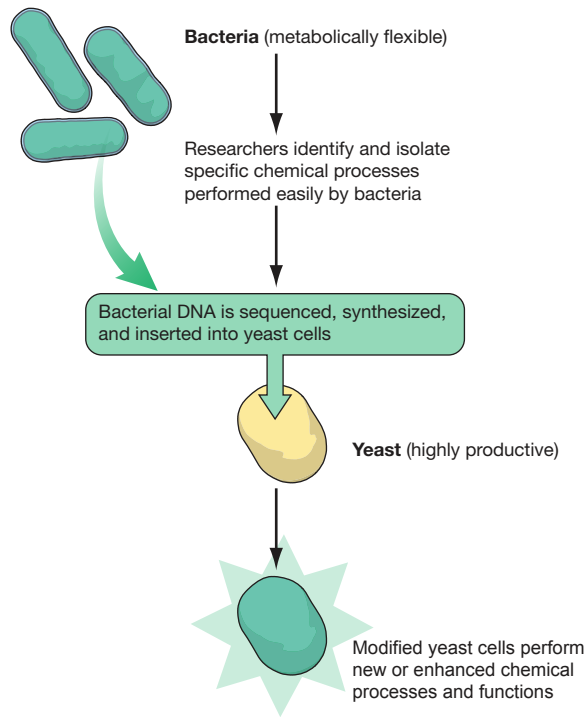 Bacteria (metabolically flexible)
Researchers identify and isolate
specific chemical processes
performed easily by bacteria
Bacterial DNA is sequenced, synthesized,
and inserted into yeast cells
Yeast (highly productive)
Modified yeast cells perform
new or enhanced chemical
processes and functions